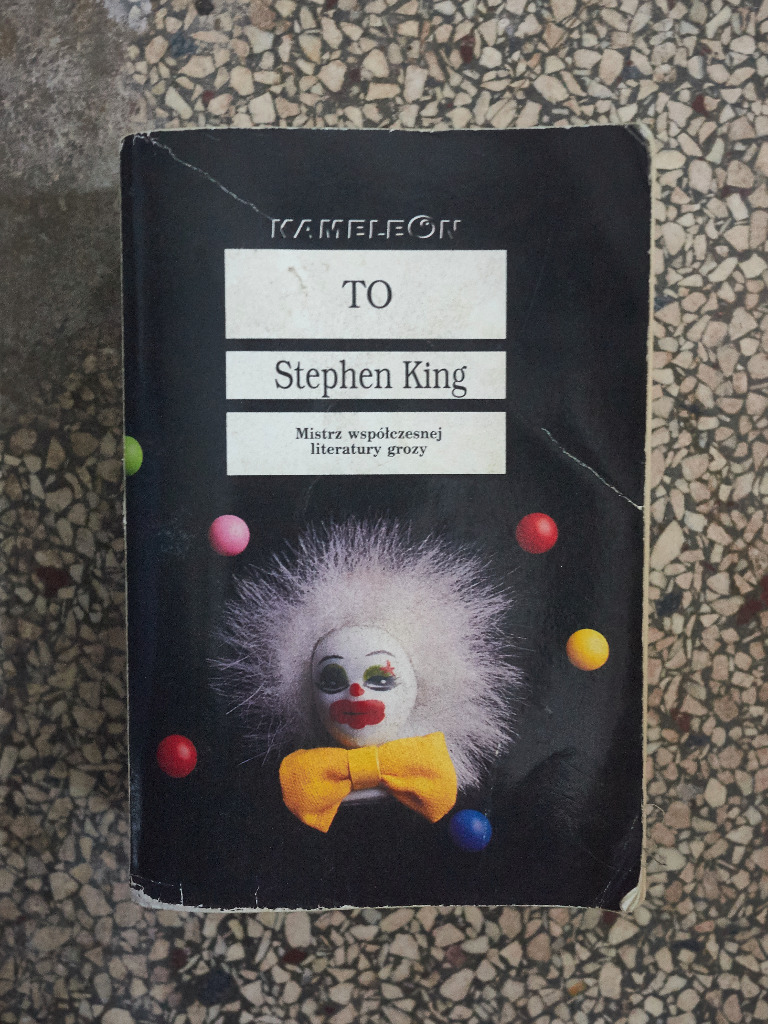 KAMELEON
TO
Stephen King
Mistrz współczesnej
literatury grozy